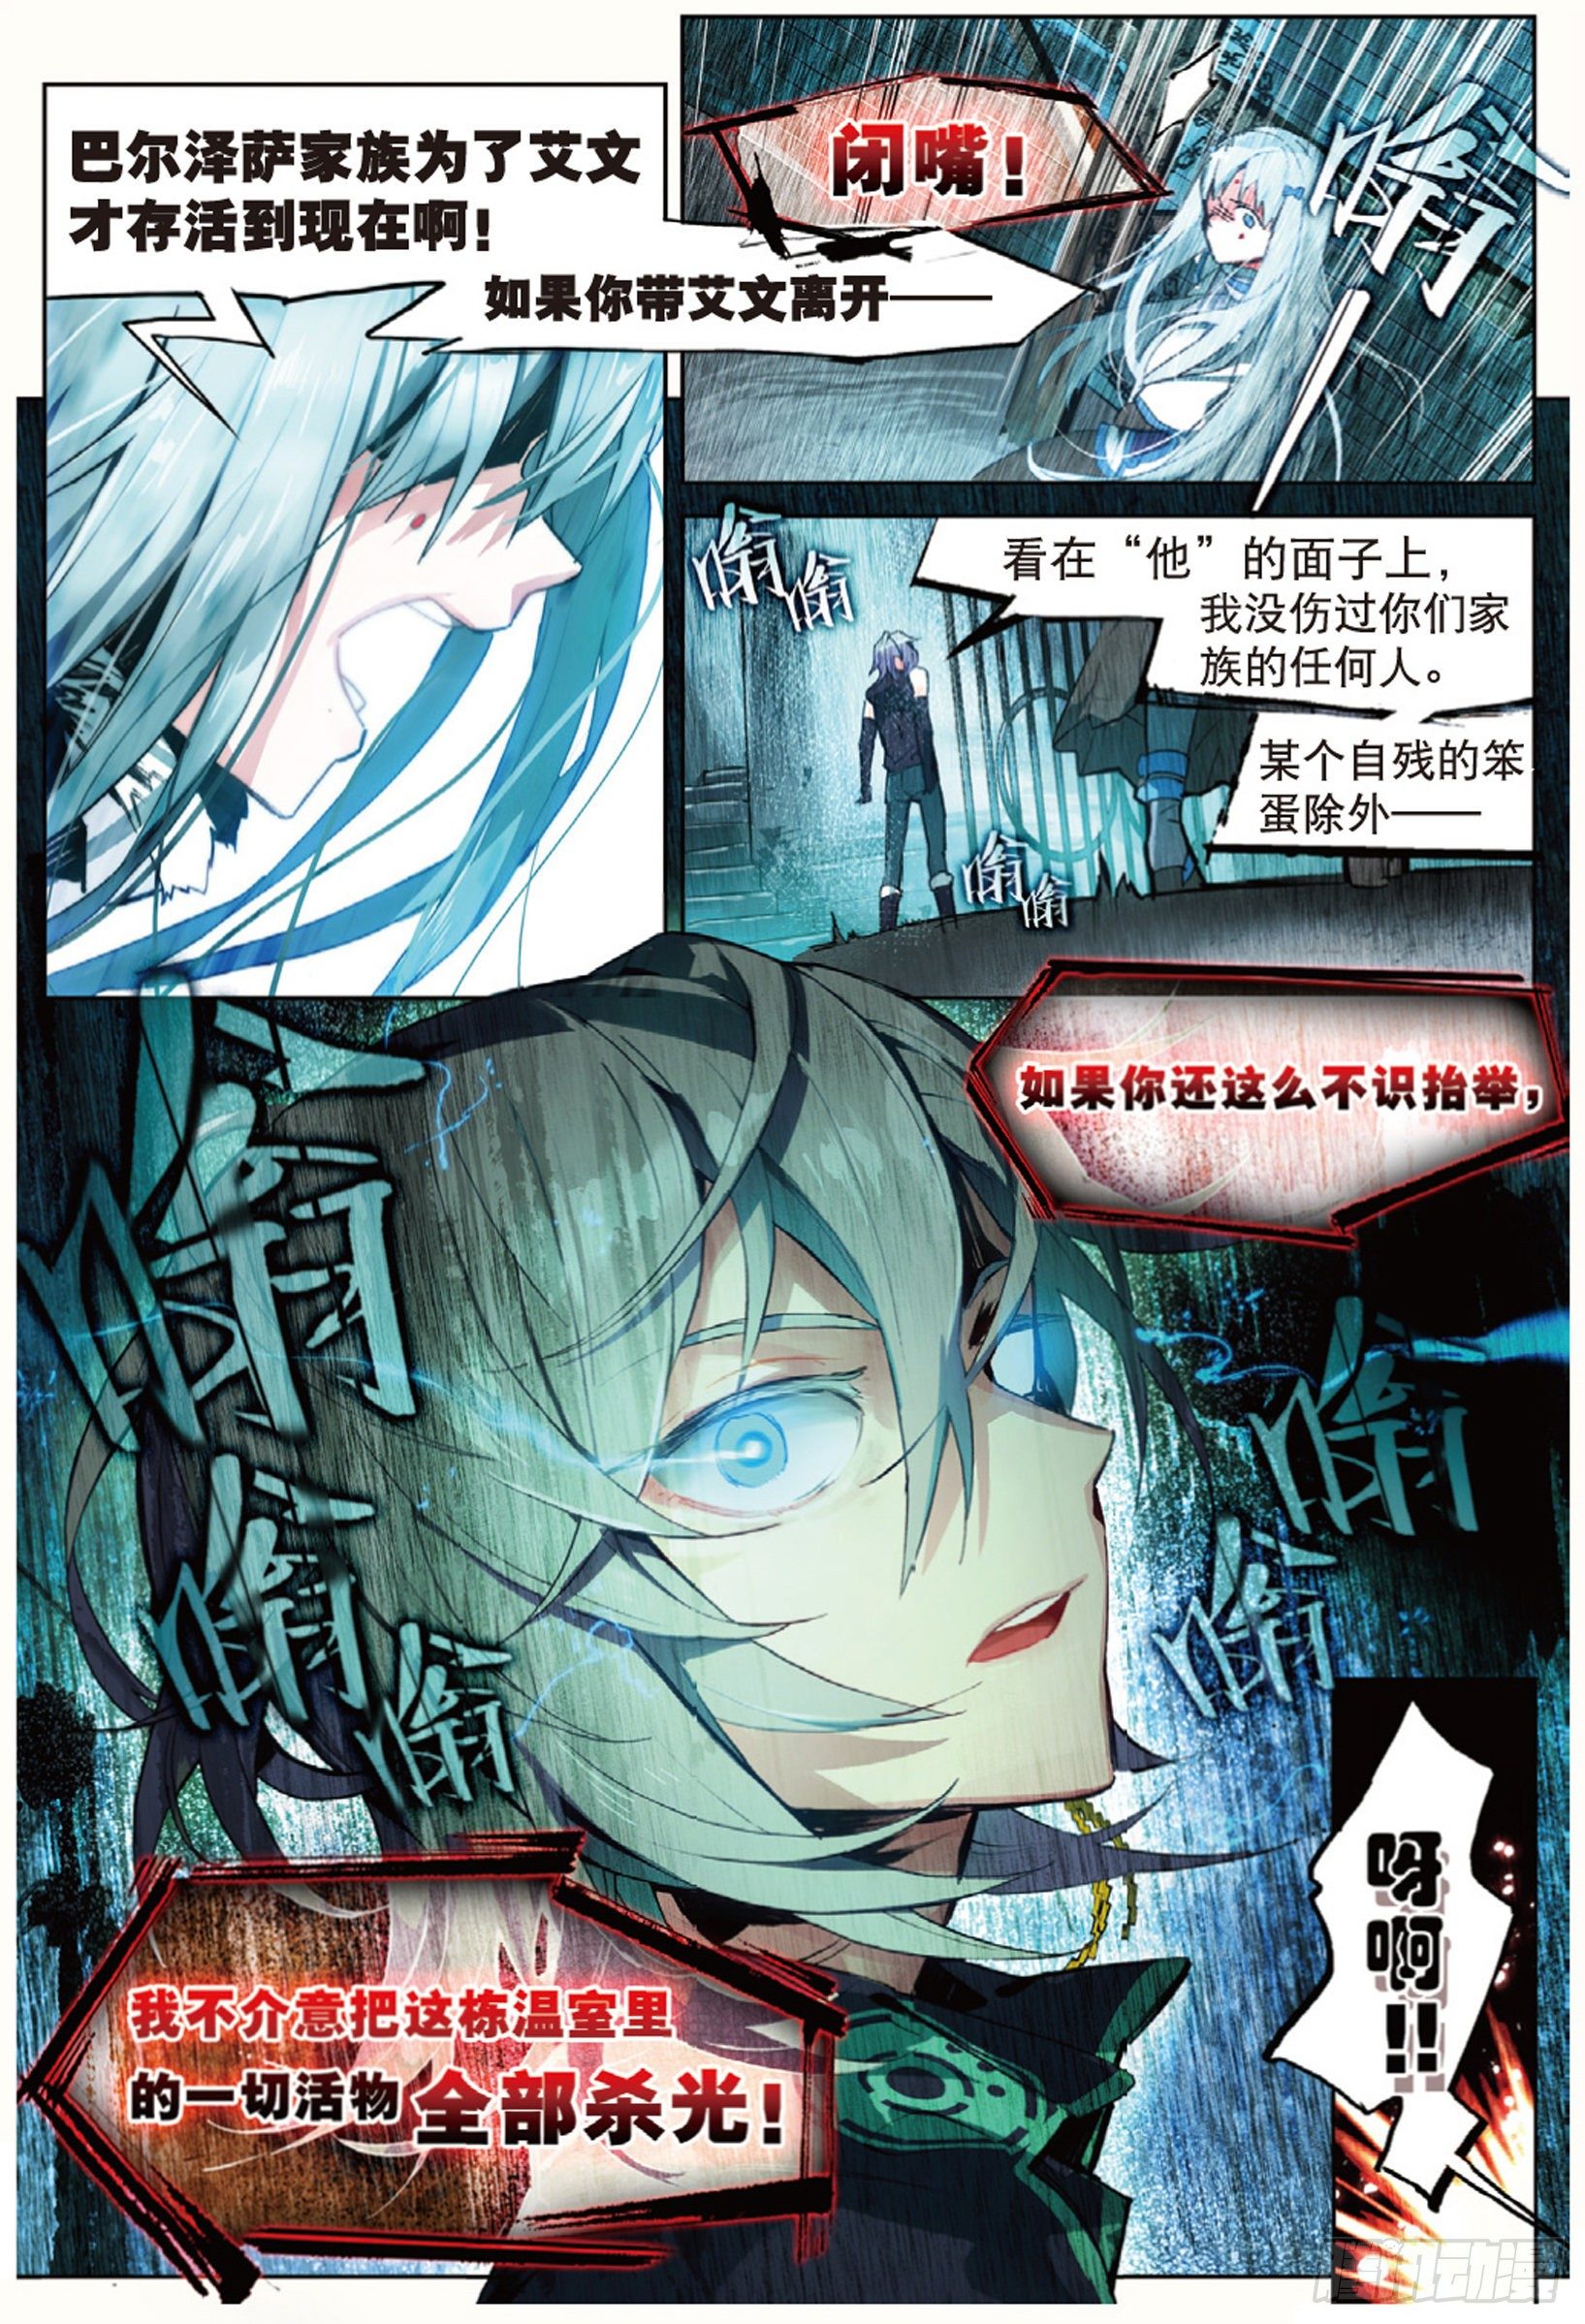 巴尔泽萨家族为了艾文
才存活到现在啊！
如果你带艾文离开——
闭嘴！
嗡
看在“他”的面子上，
我没伤过你们家
族的任何人。
某个自残的笨
蛋除外——
嗡
嗡
嗡
嗡
如果你还这么不识抬举，
嗡
嗡
嗡
嗡
嗡
我不介意把这栋温室里
的一切活物全部杀光！
呀啊!!
腾讯动漫